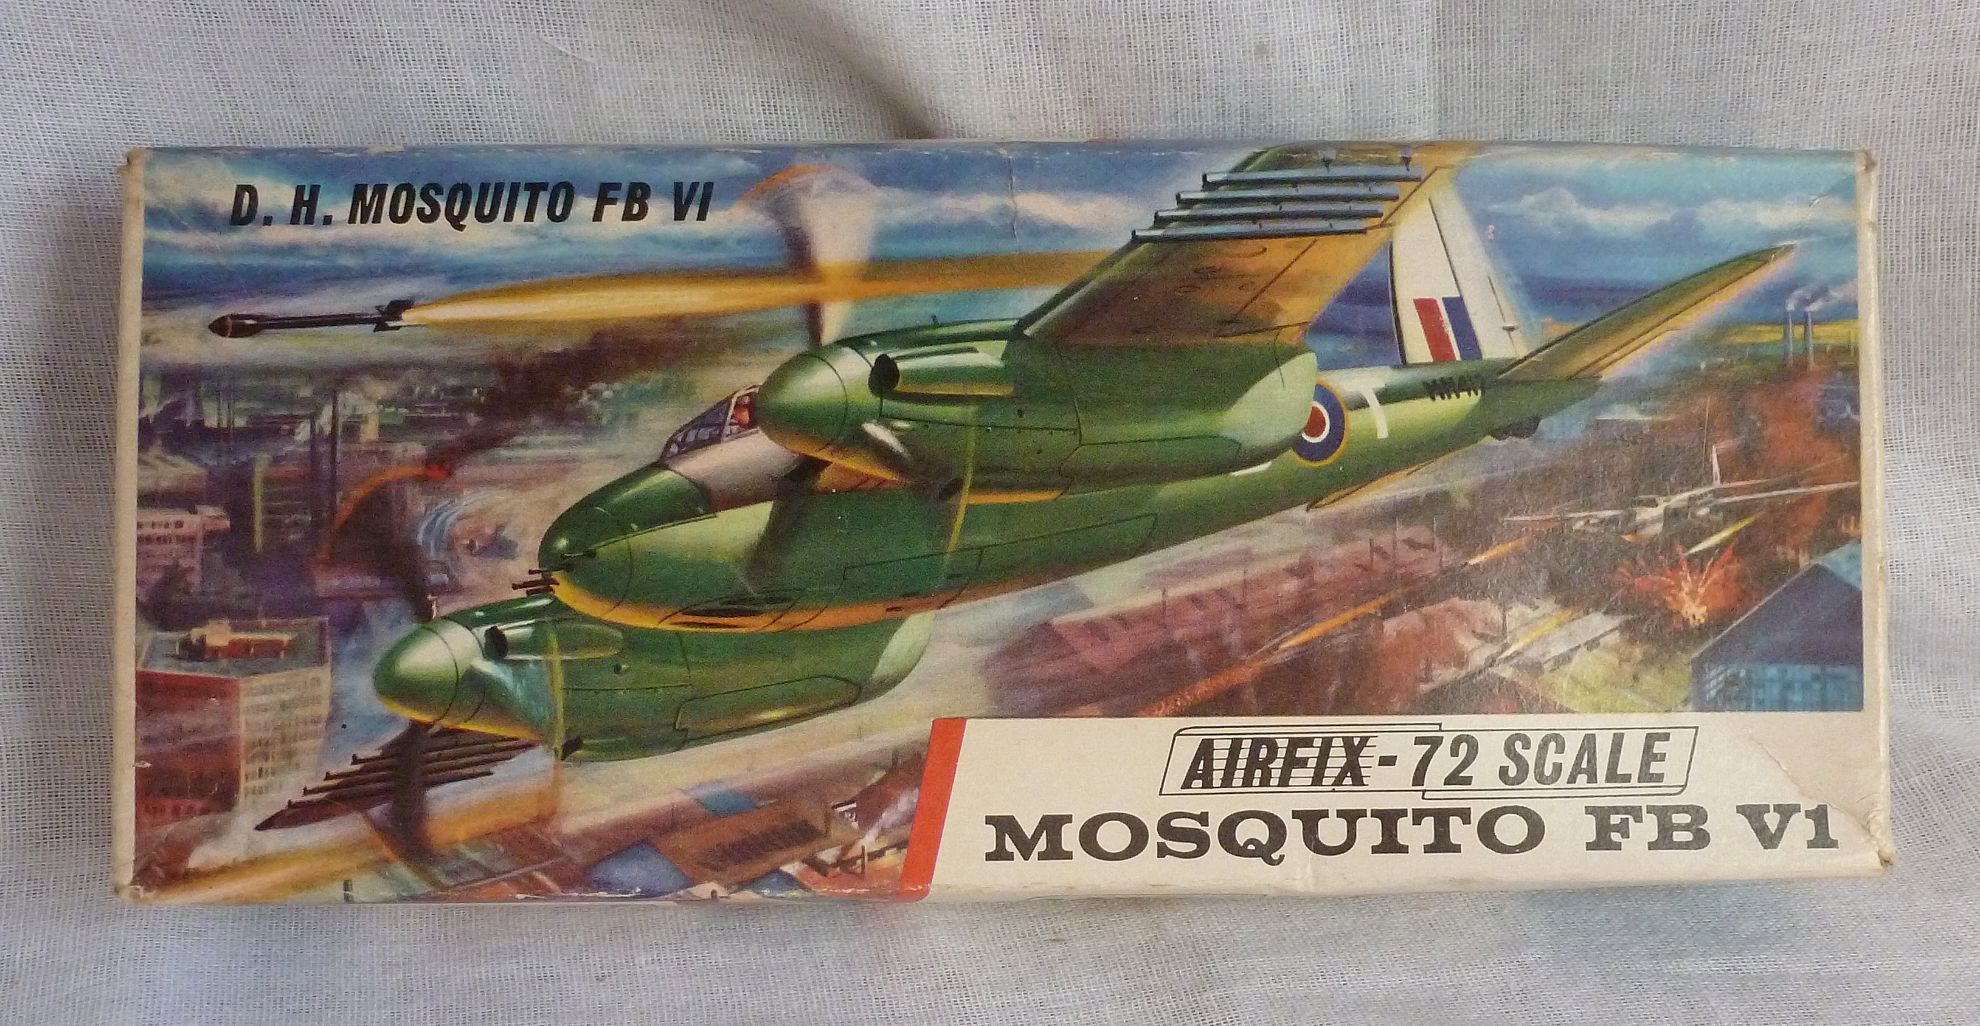 D. H. MOSQUITO FB VI
AIRFIX-72 SCALE
MOSQUITO FB V1